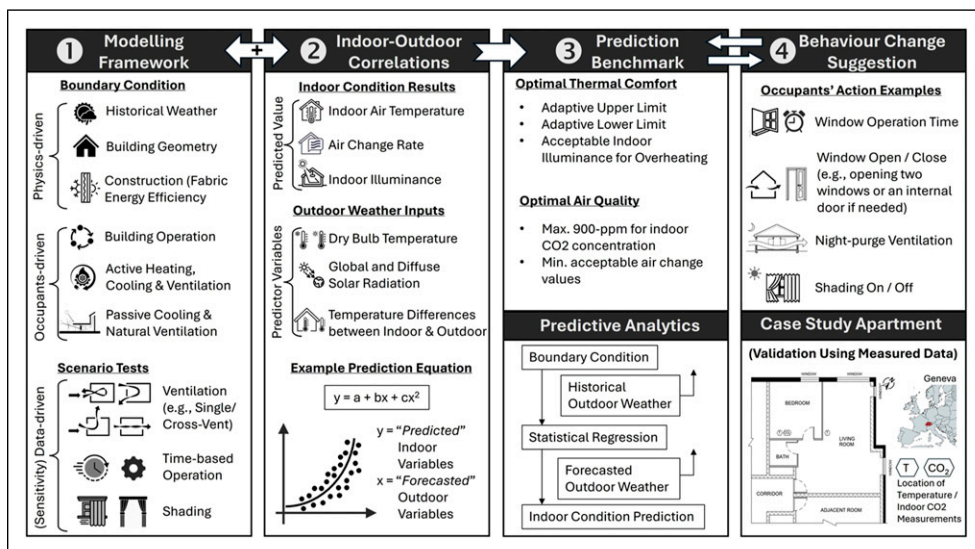 1 Modelling
Framework
+
2 Indoor-Outdoor
Correlations
3 Prediction
Benchmark
4 Behaviour Change
Suggestion
Boundary Condition
Physics-driven
Historical Weather
Building Geometry
Construction (Fabric
Energy Efficiency
Occupants-driven
Building Operation
Active Heating,
Cooling & Ventilation
Passive Cooling &
Natural Ventilation
Scenario Tests
(Sensitivity) Data-driven
Ventilation
(e.g., Single/
Cross-Vent)
Time-based
Operation
Shading
Indoor Condition Results
Predicted Value
Indoor Air Temperature
Air Change Rate
Indoor Illuminance
Outdoor Weather Inputs
Predictor Variables
Dry Bulb Temperature
Global and Diffuse
Solar Radiation
Temperature Differences
between Indoor & Outdoor
Example Prediction Equation
y = a + bx + cx²
y = “Predicted”
Indoor
Variables
x = “Forecasted”
Outdoor
Variables
Optimal Thermal Comfort
• Adaptive Upper Limit
• Adaptive Lower Limit
• Acceptable Indoor
Illuminance for Overheating
Optimal Air Quality
• Max. 900-ppm for indoor
CO2 concentration
• Min. acceptable air change
values
Predictive Analytics
Boundary Condition
Historical
Outdoor Weather
Statistical Regression
Forecasted
Outdoor Weather
Indoor Condition Prediction
Occupants’ Action Examples
Window Operation Time
Window Open / Close
(e.g., opening two
windows or an internal
door if needed)
Night-purge Ventilation
Shading On / Off
Case Study Apartment
(Validation Using Measured Data)
WINDOW
WINDOW
Geneva
BEDROOM
LIVING
ROOM
BATH
WINDOW
CORRIDOR
ADJACENT ROOM
T
CO₂
Location of
Temperature /
Indoor CO2
Measurements